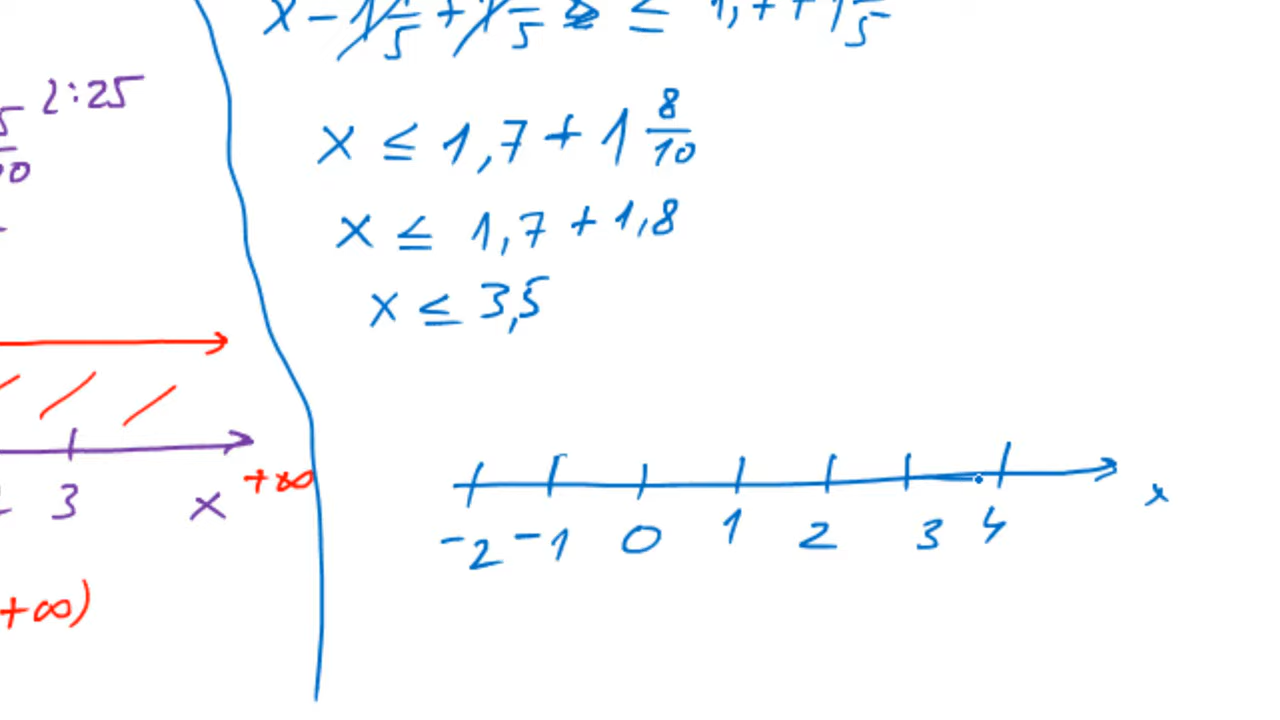 2:25
+∞
3 x
+∞)
x ≤ 1,7 + 1 8/10
x ≤ 1,7 + 1,8
x ≤ 3,5
-2 -1 0 1 2 3 4 x